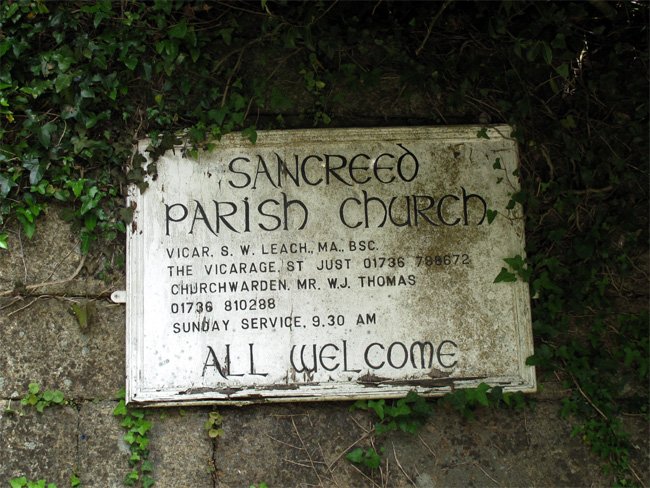 SANCREED
PARISH CHURCH
VICAR. S. W. LEACH., MA., BSC.
THE VICARAGE, ST JUST 01736 788672
CHURCHWARDEN. MR. W.J. THOMAS
01736 810288
SUNDAY SERVICE, 9.30 AM
ALL WELCOME